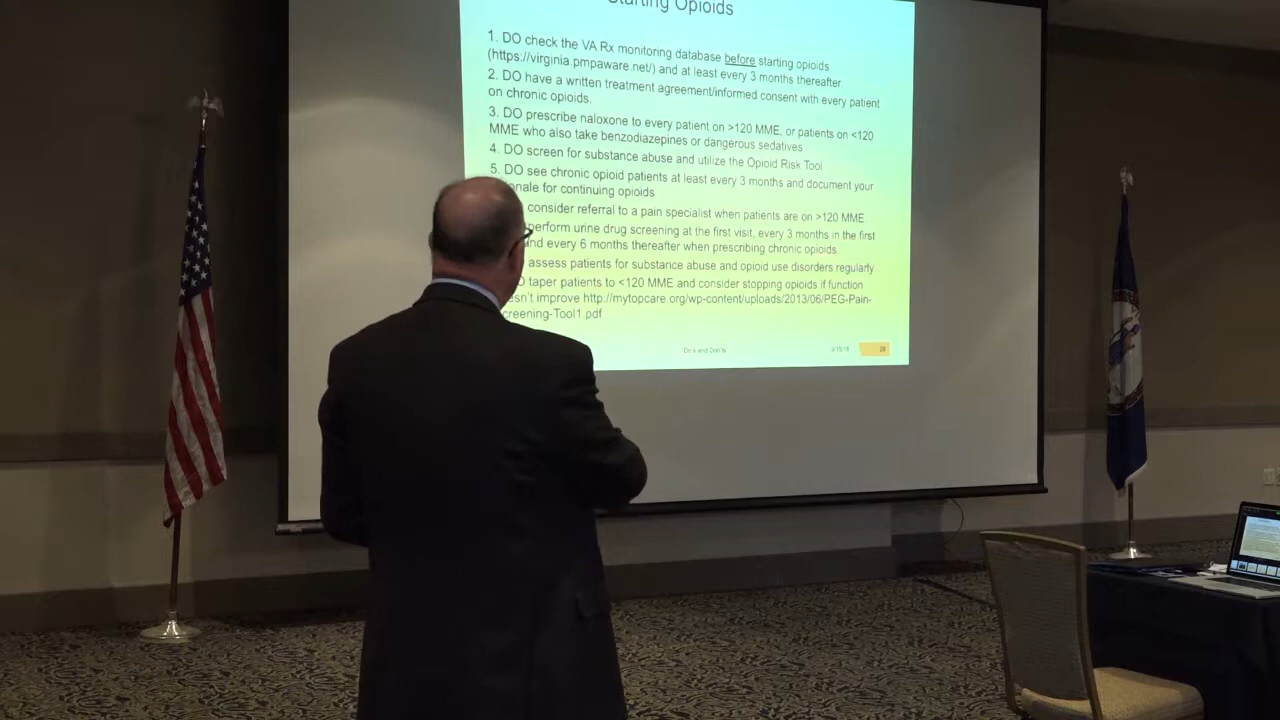 Starting Opioids
1. DO check the VA Rx monitoring database before starting opioids
(https://virginia.pmpaware.net/) and at least every 3 months thereafter
2. DO have a written treatment agreement/informed consent with every patient
on chronic opioids.
3. DO prescribe naloxone to every patient on >120 MME, or patients on <120
MME who also take benzodiazepines or dangerous sedatives
4. DO screen for substance abuse and utilize the Opioid Risk Tool
5. DO see chronic opioid patients at least every 3 months and document your
onale for continuing opioids
consider referral to a pain specialist when patients are on >120 MME
perform urine drug screening at the first visit, every 3 months in the first
nd every 6 months thereafter when prescribing chronic opioids
assess patients for substance abuse and opioid use disorders regularly
O taper patients to <120 MME and consider stopping opioids if function
esn't improve http://mytopcare.org/wp-content/uploads/2013/06/PEG-Pain-
creening-Tool1.pdf
Do's and Don'ts
28